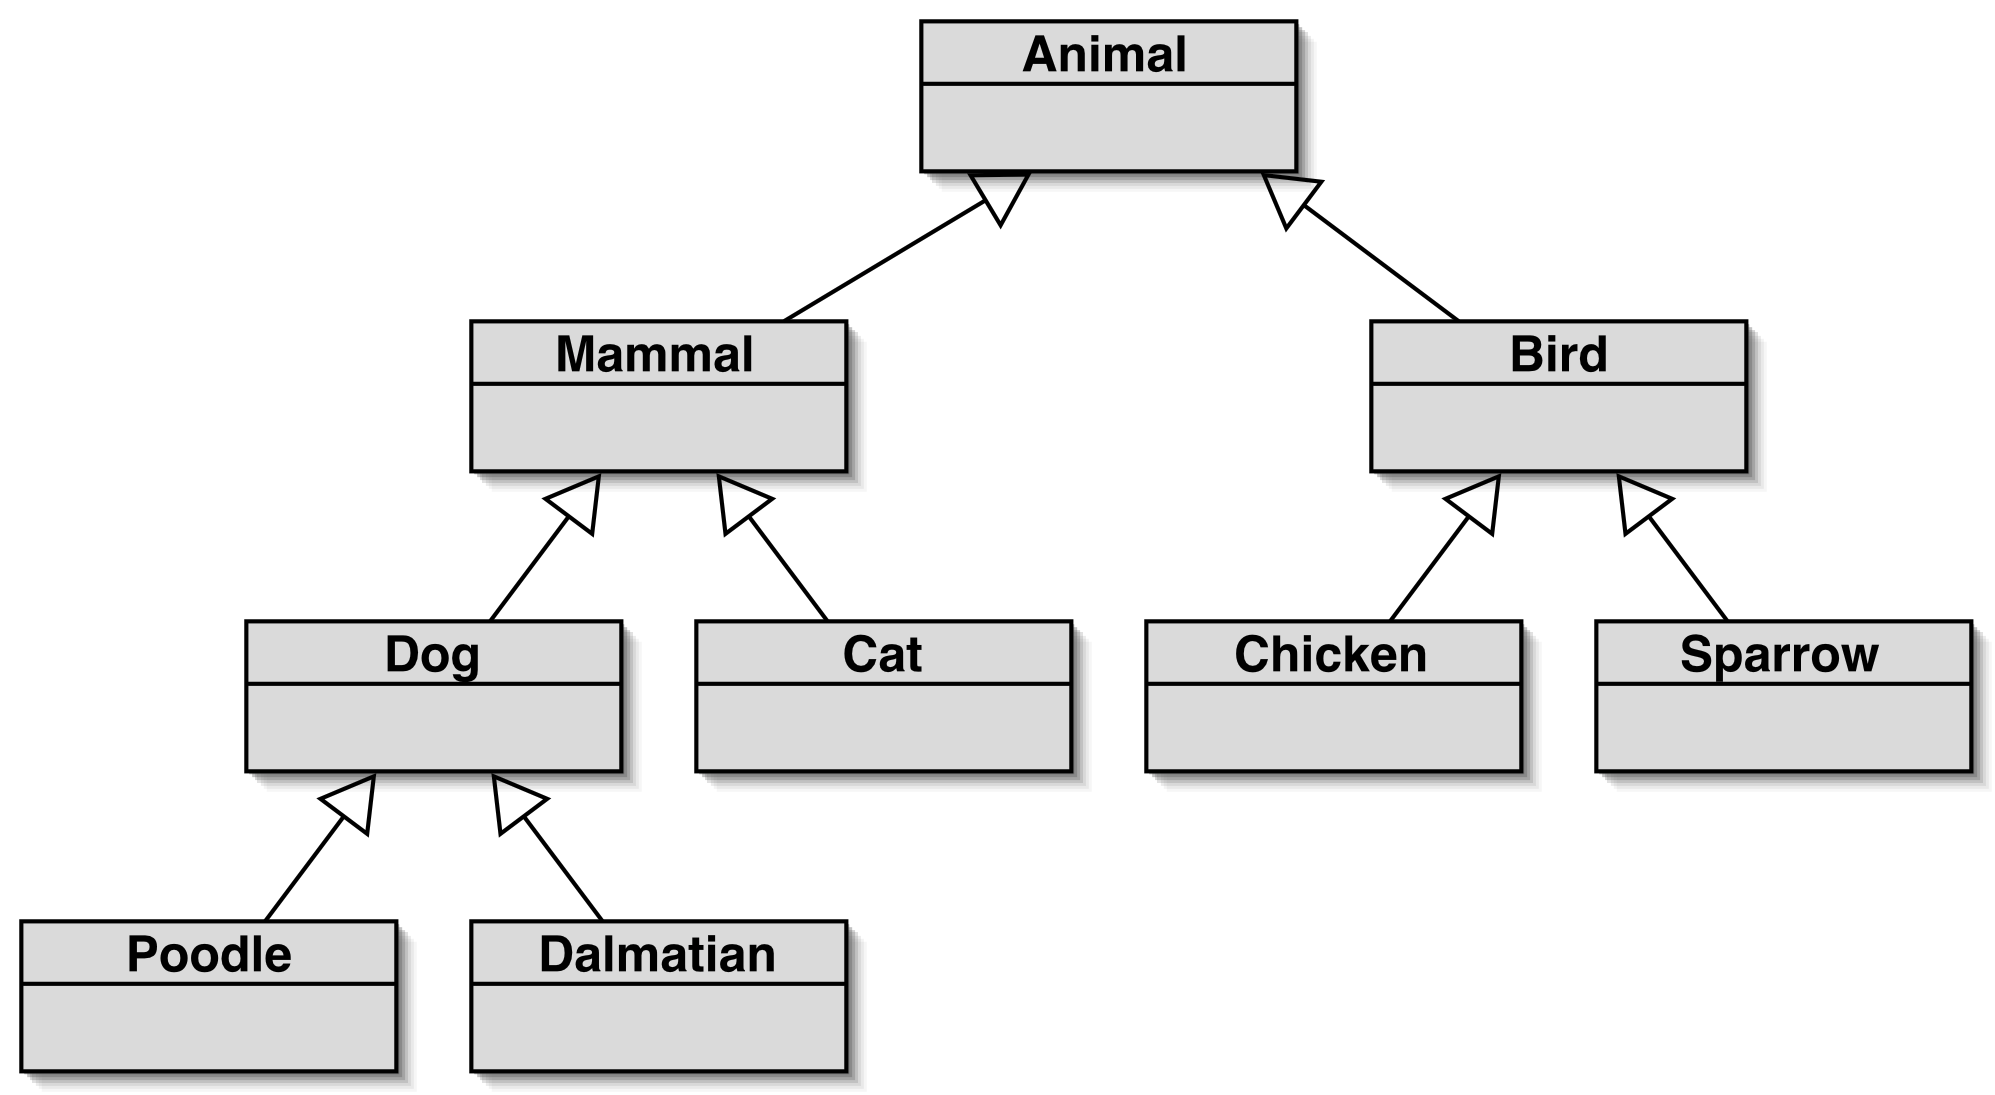 Animal
Mammal
Bird
Dog
Cat
Chicken
Sparrow
Poodle
Dalmatian